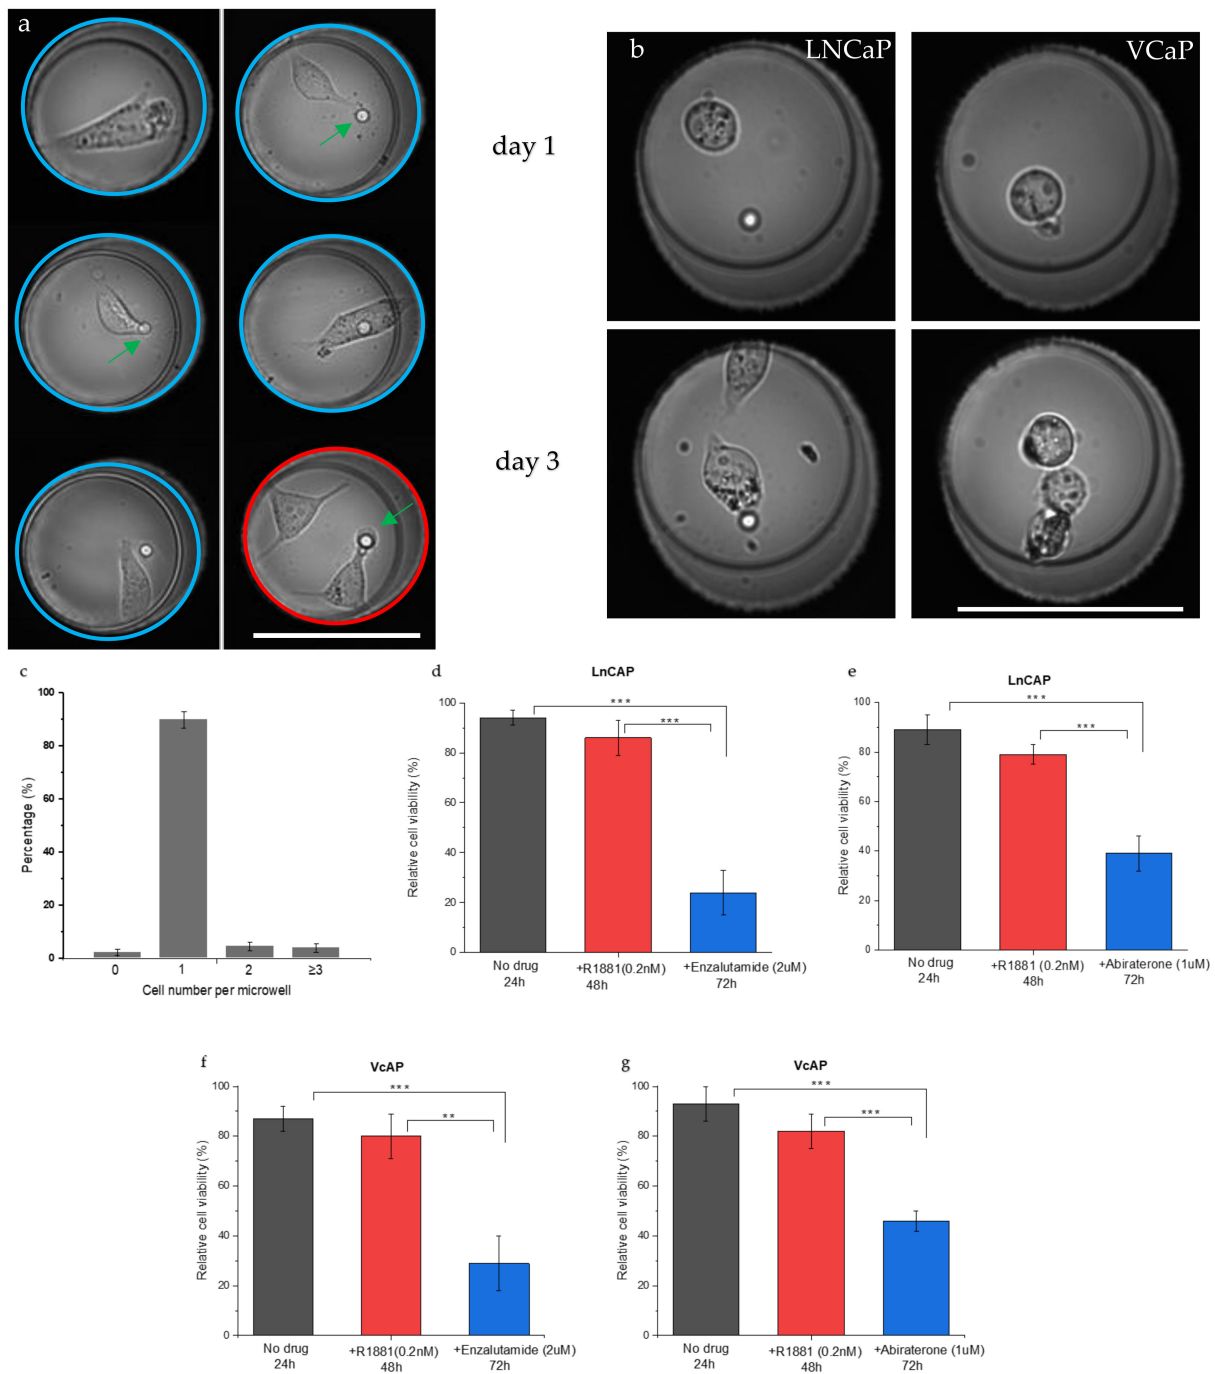 a
b
LNCaP
VCaP
day 1
day 3
c
Percentage (%)
100
80
60
40
20
0
0
1
2
≥3
Cell number per microwell
d
LnCAP
Relative cell viability (%)
100
80
60
40
20
0
***
***
No drug
24h
+R1881(0.2nM)
48h
+Enzalutamide (2uM)
72h
e
LnCAP
Relative cell viability (%)
100
80
60
40
20
0
***
***
No drug
24h
+R1881 (0.2nM)
48h
+Abiraterone (1uM)
72h
f
VcAP
Relative cell viability (%)
100
80
60
40
20
0
***
**
No drug
24h
+R1881(0.2nM)
48h
+Enzalutamide (2uM)
72h
g
VcAP
Relative cell viability (%)
100
80
60
40
20
0
***
***
No drug
24h
+R1881 (0.2nM)
48h
+Abiraterone (1uM)
72h